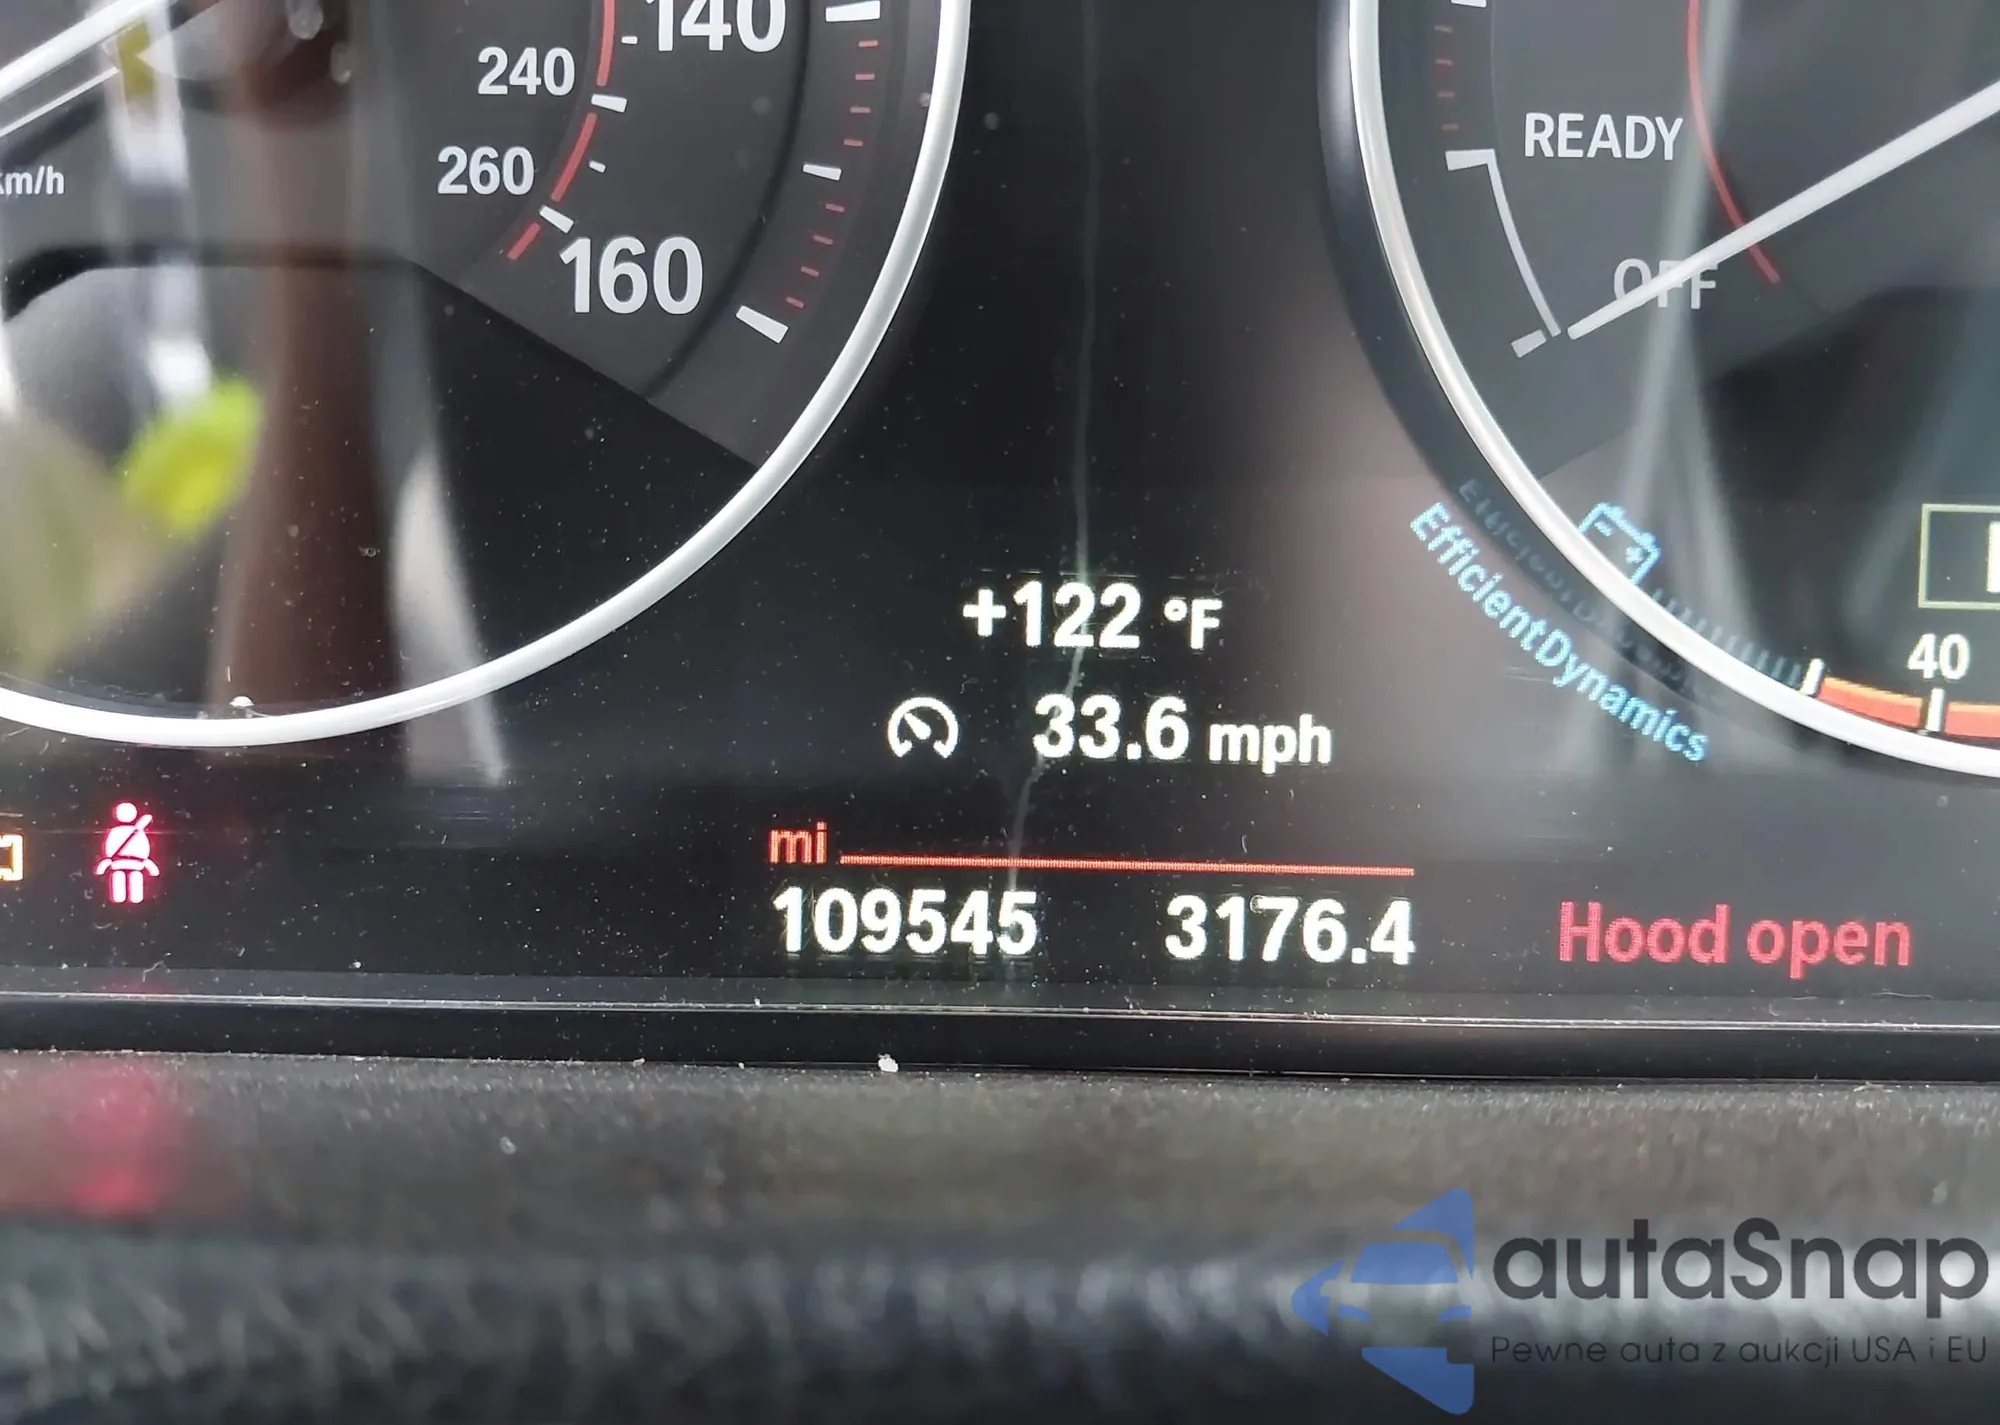 140
240
260
km/h
160
READY
OFF
+122 °F
33.6 mph
EfficientDynamics
40
mi
109545 3176.4
Hood open
autaSnap
Pewne auta z aukcji USA i EU